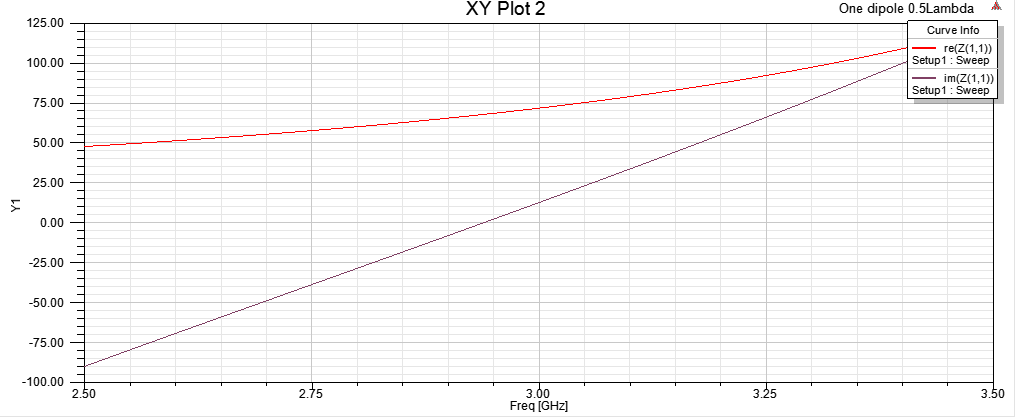 XY Plot 2
One dipole 0.5Lambda
Curve Info
re(Z(1,1))
Setup1 : Sweep
im(Z(1,1))
Setup1 : Sweep
125.00
100.00
75.00
50.00
25.00
0.00
-25.00
-50.00
-75.00
-100.00
Y1
2.50 2.75 3.00 3.25 3.50
Freq [GHz]